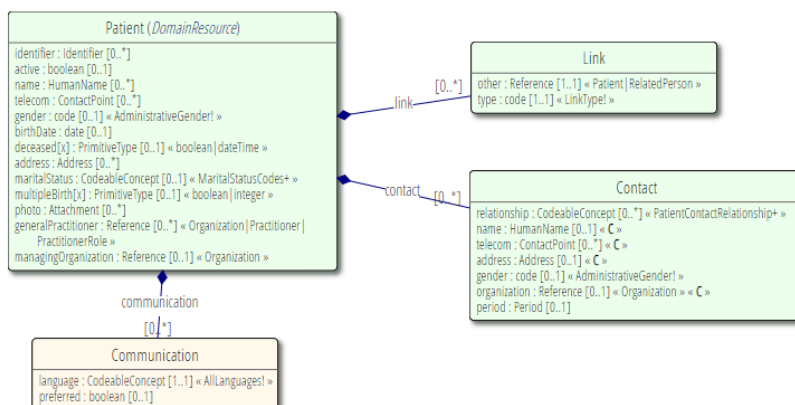 Patient (DomainResource)
identifier : Identifier [0..*]
active : boolean [0..1]
name : HumanName [0..*]
telecom : ContactPoint [0..*]
gender : code [0..1] « AdministrativeGender! »
birthDate : date [0..1]
deceased[x] : PrimitiveType [0..1] « boolean|dateTime »
address : Address [0..*]
maritalStatus : CodeableConcept [0..1] « MaritalStatusCodes+ »
multipleBirth[x] : PrimitiveType [0..1] « boolean|integer »
photo : Attachment [0..*]
generalPractitioner : Reference [0..*] « Organization|Practitioner|
PractitionerRole »
managingOrganization : Reference [0..1] « Organization »
link
[0..*]
Link
other : Reference [1..1] « Patient|RelatedPerson »
type : code [1..1] « LinkType! »
contact
[0..*]
Contact
relationship : CodeableConcept [0..*] « PatientContactRelationship+ »
name : HumanName [0..1] « C »
telecom : ContactPoint [0..*] « C »
address : Address [0..1] « C »
gender : code [0..1] « AdministrativeGender! »
organization : Reference [0..1] « Organization » « C »
period : Period [0..1]
communication
[0..*]
Communication
language : CodeableConcept [1..1] « AllLanguages! »
preferred : boolean [0..1]